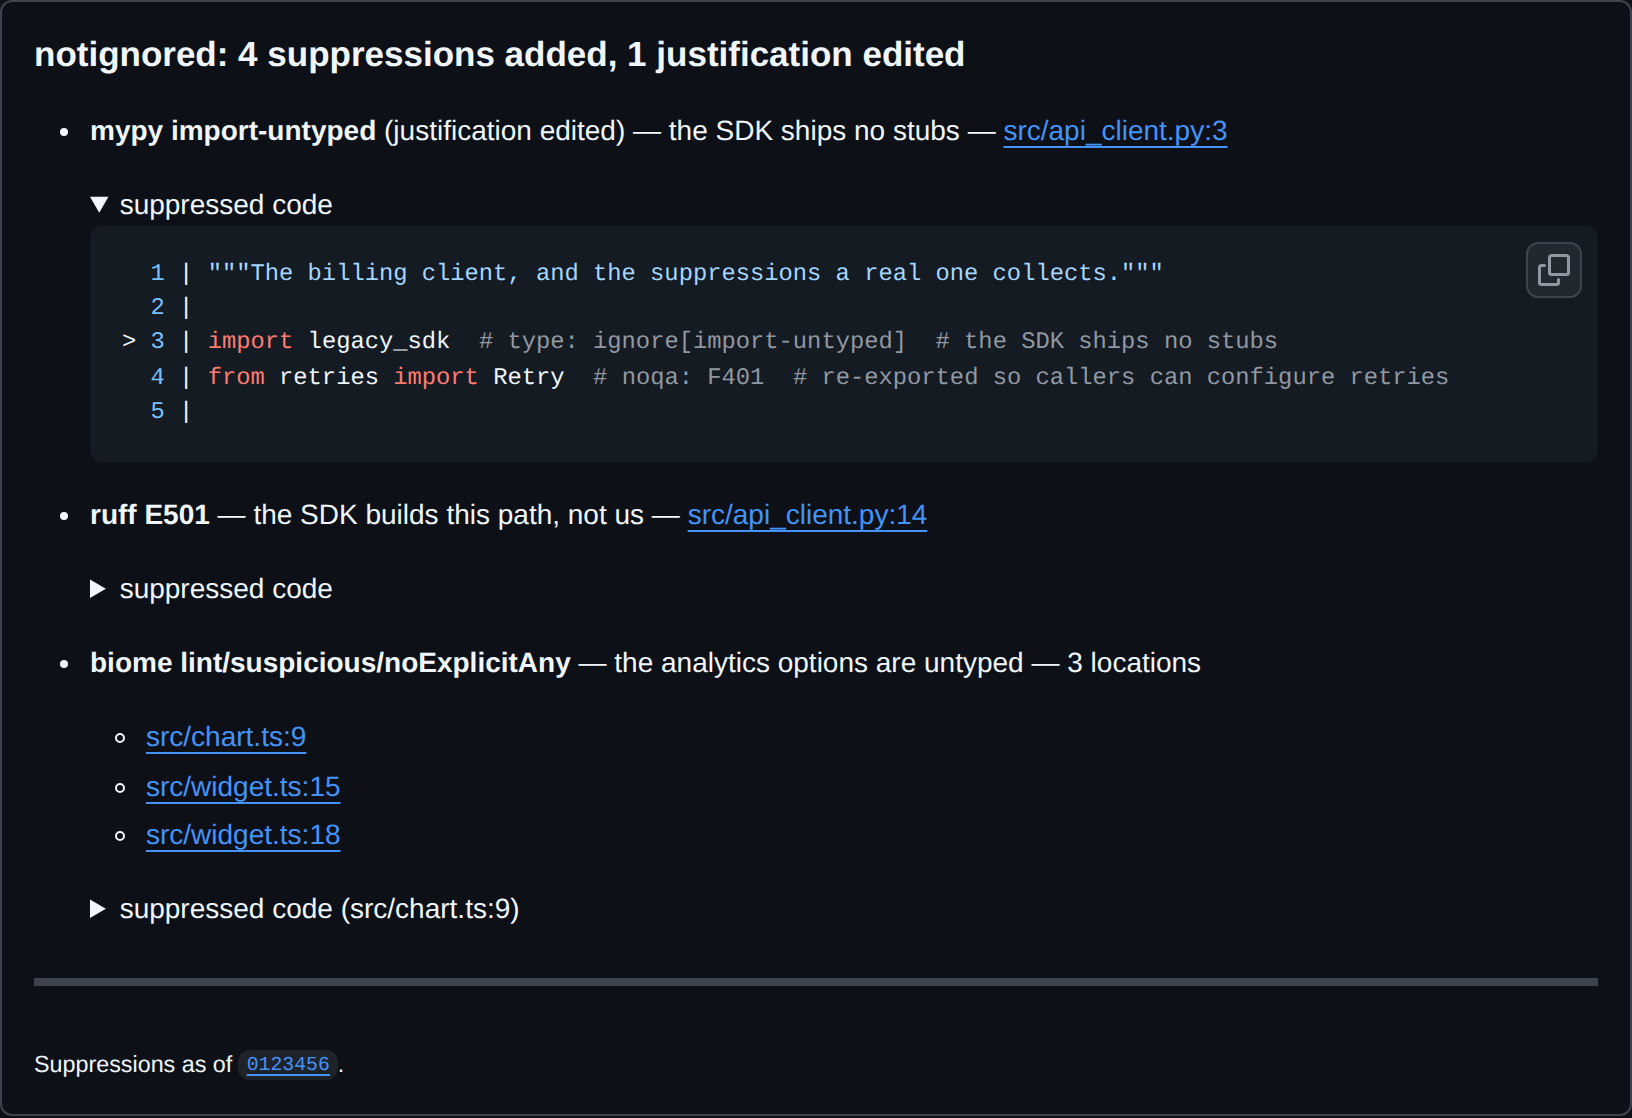 notignored: 4 suppressions added, 1 justification edited
mypy import-untyped (justification edited) — the SDK ships no stubs — src/api_client.py:3
suppressed code
1 | """The billing client, and the suppressions a real one collects."""
2 |
> 3 | import legacy_sdk  # type: ignore[import-untyped]  # the SDK ships no stubs
4 | from retries import Retry  # noqa: F401  # re-exported so callers can configure retries
5 |
ruff E501 — the SDK builds this path, not us — src/api_client.py:14
suppressed code
biome lint/suspicious/noExplicitAny — the analytics options are untyped — 3 locations
src/chart.ts:9
src/widget.ts:15
src/widget.ts:18
suppressed code (src/chart.ts:9)
Suppressions as of 0123456.